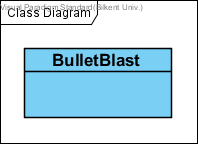 Visual Paradigm Standard(Bilkent Univ.)
Class Diagram
BulletBlast